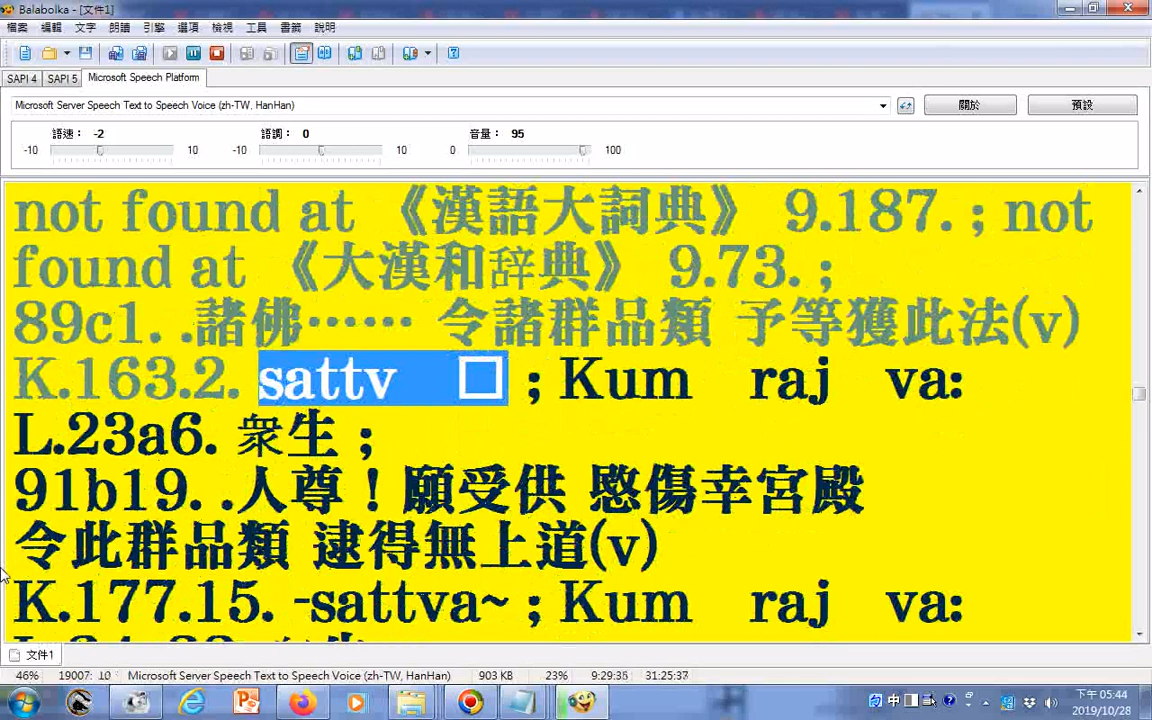 Balabolka - [文件1]
檔案 編輯 文字 朗讀 引擎 選項 檢視 工具 書籤 說明
SAPI 4 SAPI 5 Microsoft Speech Platform
Microsoft Server Speech Text to Speech Voice (zh-TW, HanHan) 關於 預設
語速: -2 語調: 0 音量: 95
-10 10 -10 10 0 100
not found at 《漢語大詞典》 9.187. ; not
found at 《大漢和辞典》 9.73. ;
89c1. .諸佛…… 令諸群品類 予等獲此法(v)
K.163.2. sattv □ ; Kum raj va:
L.23a6. 衆生 ;
91b19. .人尊！願受供 愍傷幸宮殿
令此群品類 逮得無上道(v)
K.177.15. -sattva~ ; Kum raj va:
文件1
46% 19007: 10 Microsoft Server Speech Text to Speech Voice (zh-TW, HanHan) 903 KB 23% 9:29:36 31:25:37
中
下午 05:44
2019/10/28